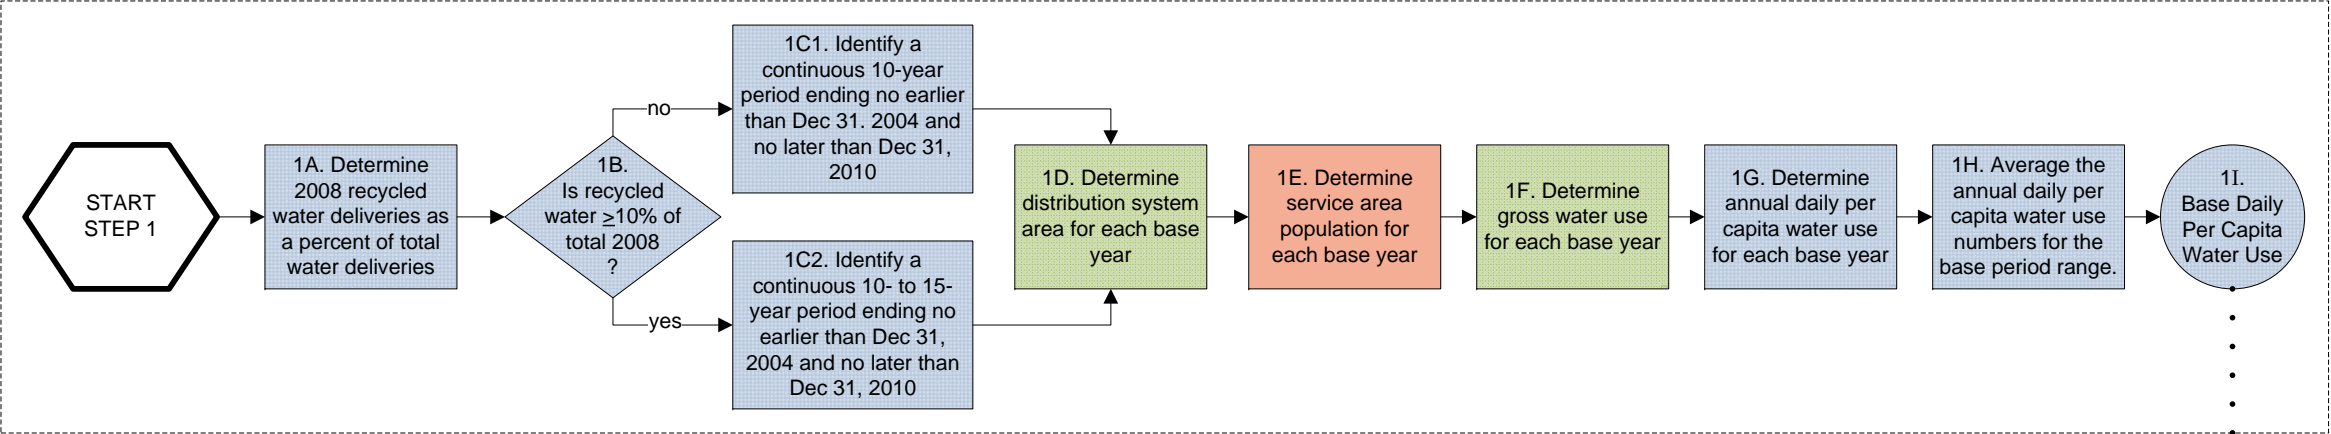 START
STEP 1
1A. Determine
2008 recycled
water deliveries as
a percent of total
water deliveries
1B.
Is recycled
water ≥10% of
total 2008
?
no
yes
1C1. Identify a
continuous 10-year
period ending no earlier
than Dec 31. 2004 and
no later than Dec 31,
2010
1C2. Identify a
continuous 10- to 15-
year period ending no
earlier than Dec 31,
2004 and no later than
Dec 31, 2010
1D. Determine
distribution system
area for each base
year
1E. Determine
service area
population for
each base year
1F. Determine
gross water use
for each base year
1G. Determine
annual daily per
capita water use
for each base year
1H. Average the
annual daily per
capita water use
numbers for the
base period range.
1I.
Base Daily
Per Capita
Water Use